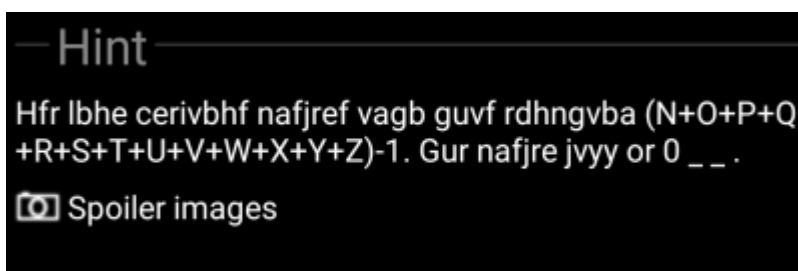 Hint
Hfr lbhe cerivbhf nafjref vagb guvf rdhngvba (N+O+P+Q
+R+S+T+U+V+W+X+Y+Z)-1. Gur nafjre jvyy or 0 _ _ .
Spoiler images